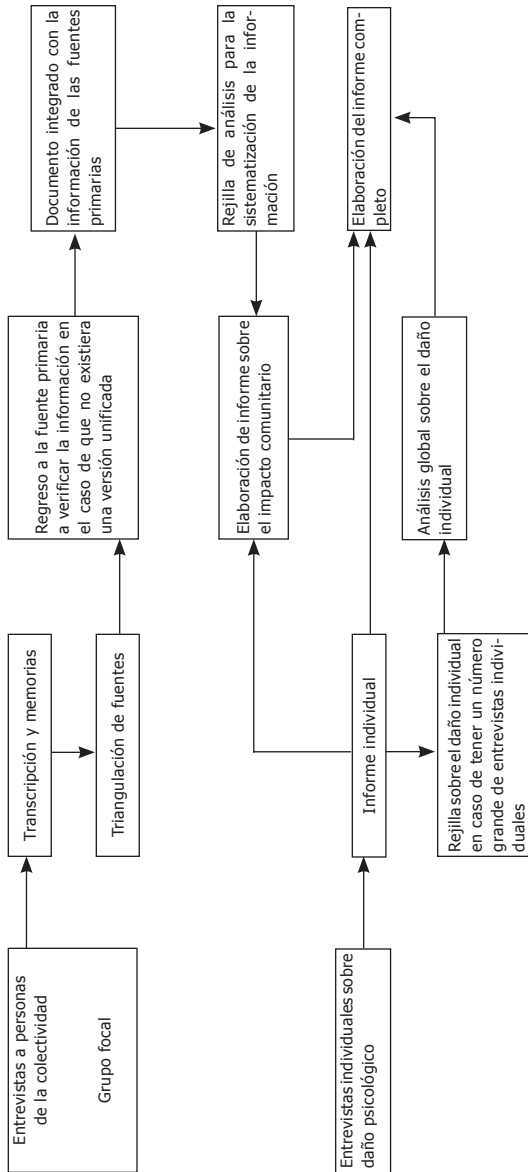 Entrevistas a personas
de la colectividad
Grupo focal
Transcripción y memorias
Triangulación de fuentes
Regreso a la fuente primaria
a verificar la información en
el caso de que no existiera
una versión unificada
Documento integrado con la
información de las fuentes
primarias
Rejilla de análisis para la
sistematización de la infor-
mación
Elaboración de informe sobre
el impacto comunitario
Entrevistas individuales sobre
daño psicológico
Informe individual
Rejilla sobre el daño individual
en caso de tener un número
grande de entrevistas indivi-
duales
Análisis global sobre el daño
individual
Elaboración del informe com-
pleto